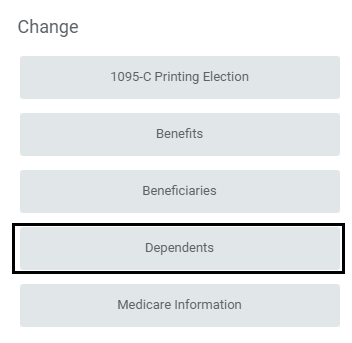 Change
1095-C Printing Election
Benefits
Beneficiaries
Dependents
Medicare Information